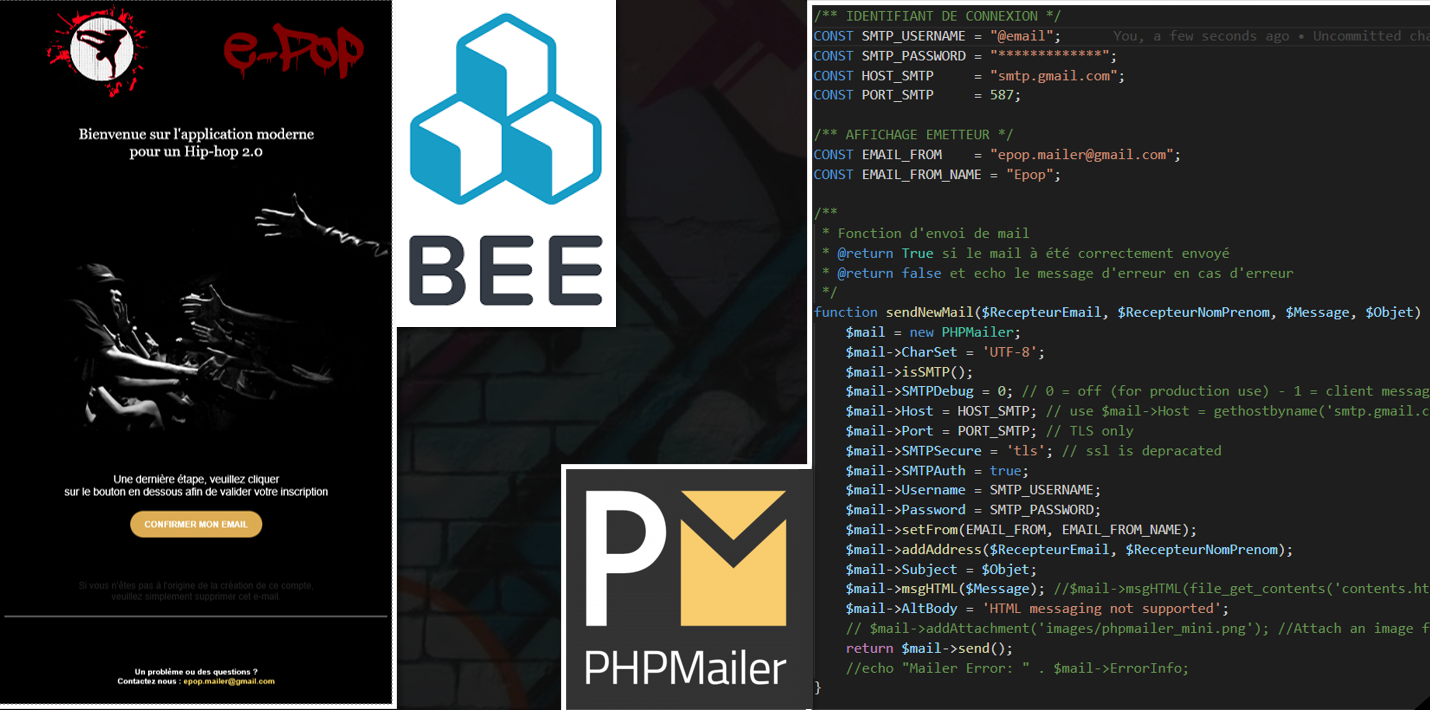 e-Pop
Bienvenue sur l'application moderne
pour un Hip-hop 2.0
Une dernière étape, veuillez cliquer
sur le bouton en dessous afin de valider votre inscription
CONFIRMER MON EMAIL
Si vous n'êtes pas à l'origine de la création de ce compte,
veuillez simplement supprimer cet e-mail.
Un problème ou des questions ?
Contactez nous : epop.mailer@gmail.com
BEE
PM
PHPMailer
/** IDENTIFIANT DE CONNEXION */
CONST SMTP_USERNAME = "@email"; You, a few seconds ago • Uncommitted cha
CONST SMTP_PASSWORD = "*************";
CONST HOST_SMTP = "smtp.gmail.com";
CONST PORT_SMTP = 587;
/** AFFICHAGE EMETTEUR */
CONST EMAIL_FROM = "epop.mailer@gmail.com";
CONST EMAIL_FROM_NAME = "Epop";
/**
* Fonction d'envoi de mail
* @return True si le mail à été correctement envoyé
* @return false et echo le message d'erreur en cas d'erreur
*/
function sendNewMail($RecepteurEmail, $RecepteurNomPrenom, $Message, $Objet)
$mail = new PHPMailer;
$mail->CharSet = 'UTF-8';
$mail->isSMTP();
$mail->SMTPDebug = 0; // 0 = off (for production use) - 1 = client messag
$mail->Host = HOST_SMTP; // use $mail->Host = gethostbyname('smtp.gmail.c
$mail->Port = PORT_SMTP; // TLS only
$mail->SMTPSecure = 'tls'; // ssl is depracated
$mail->SMTPAuth = true;
$mail->Username = SMTP_USERNAME;
$mail->Password = SMTP_PASSWORD;
$mail->setFrom(EMAIL_FROM, EMAIL_FROM_NAME);
$mail->addAddress($RecepteurEmail, $RecepteurNomPrenom);
$mail->Subject = $Objet;
$mail->msgHTML($Message); //$mail->msgHTML(file_get_contents('contents.ht
$mail->AltBody = 'HTML messaging not supported';
// $mail->addAttachment('images/phpmailer_mini.png'); //Attach an image f
return $mail->send();
//echo "Mailer Error: " . $mail->ErrorInfo;
}